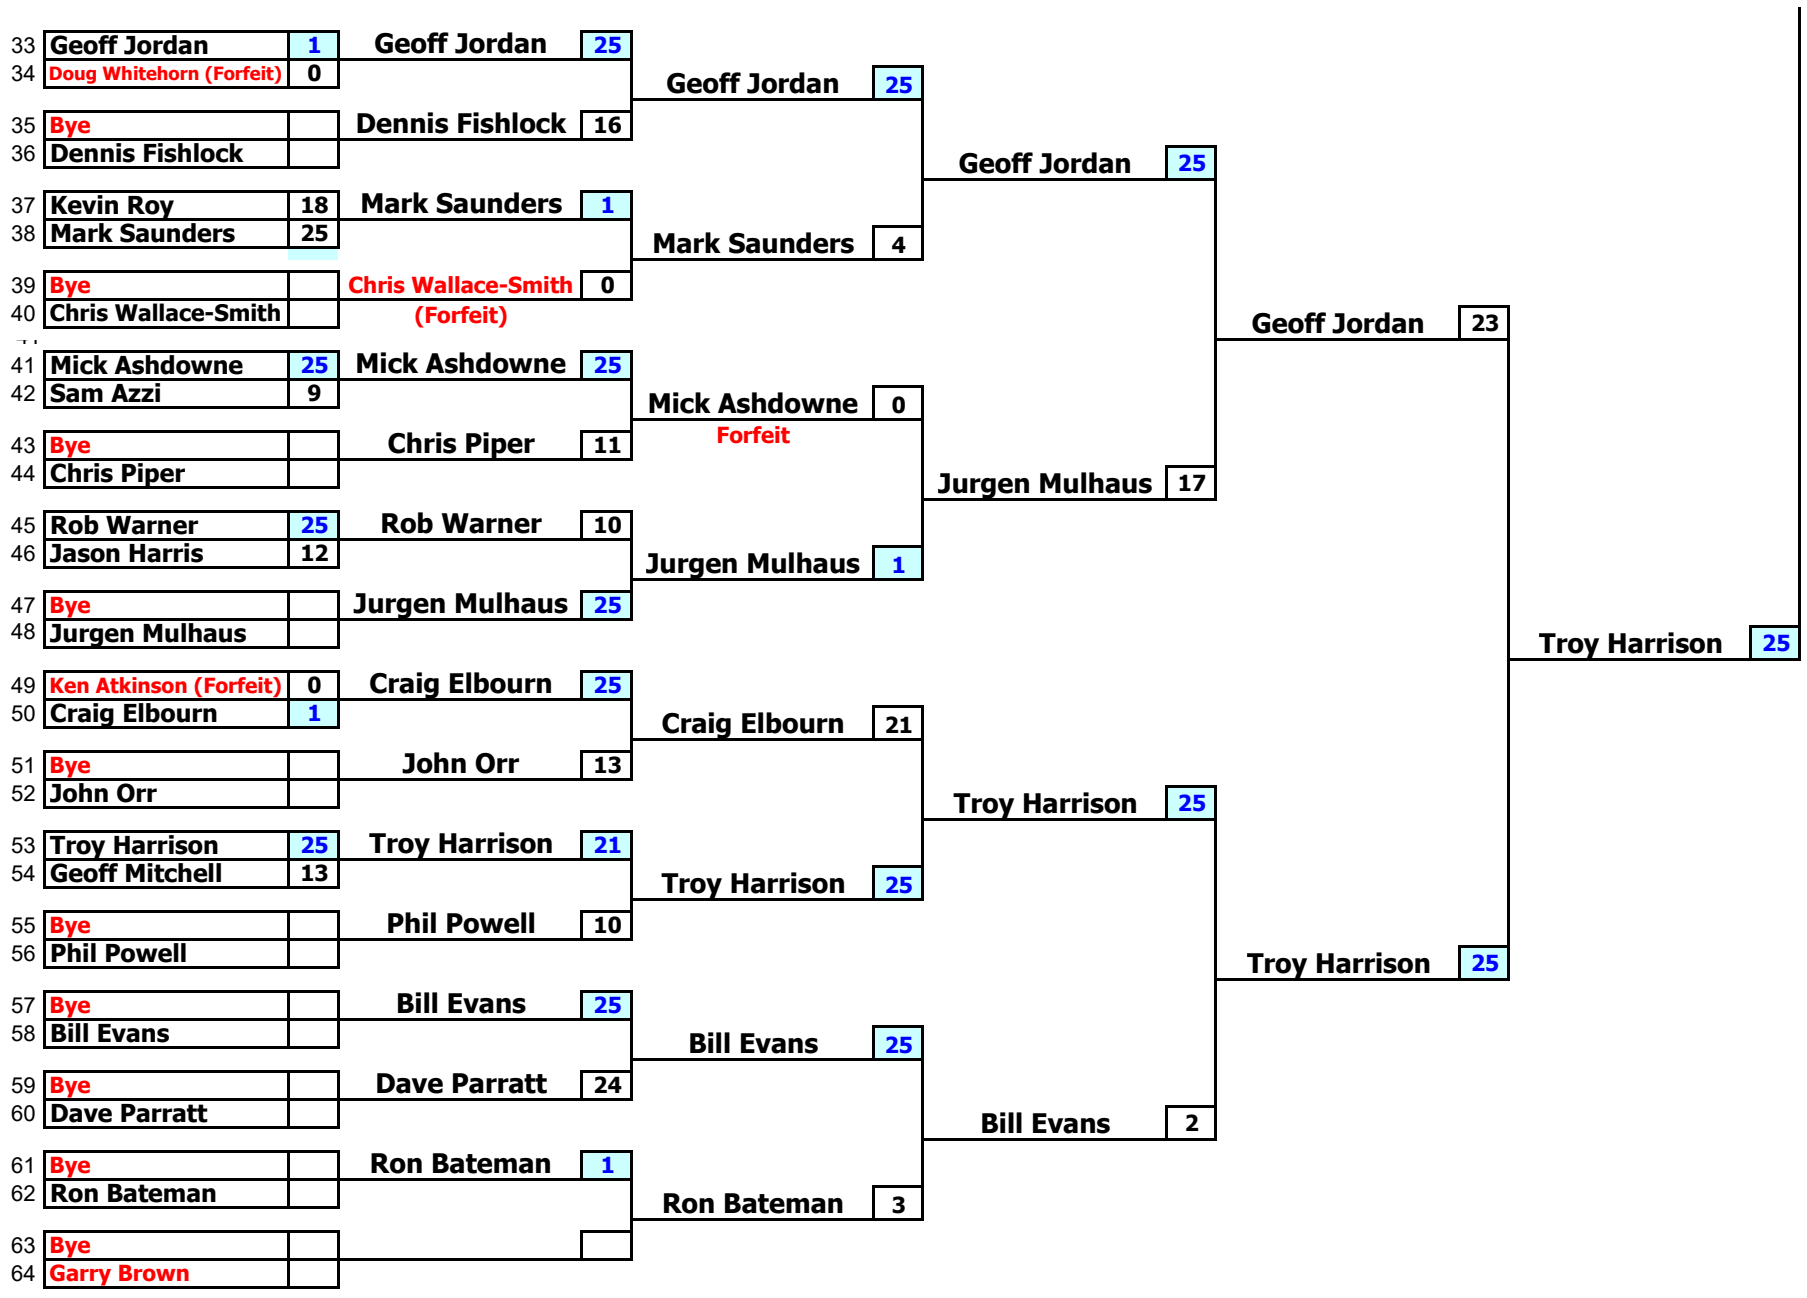 33 Geoff Jordan 1
34 Doug Whitehorn (Forfeit) 0
35 Bye
36 Dennis Fishlock
37 Kevin Roy 18
38 Mark Saunders 25
39 Bye
40 Chris Wallace-Smith
41 Mick Ashdowne 25
42 Sam Azzi 9
43 Bye
44 Chris Piper
45 Rob Warner 25
46 Jason Harris 12
47 Bye
48 Jurgen Mulhaus
49 Ken Atkinson (Forfeit) 0
50 Craig Elbourn 1
51 Bye
52 John Orr
53 Troy Harrison 25
54 Geoff Mitchell 13
55 Bye
56 Phil Powell
57 Bye
58 Bill Evans
59 Bye
60 Dave Parratt
61 Bye
62 Ron Bateman
63 Bye
64 Garry Brown
Geoff Jordan 25
Dennis Fishlock 16
Mark Saunders 1
Chris Wallace-Smith 0
(Forfeit)
Mick Ashdowne 25
Chris Piper 11
Rob Warner 10
Jurgen Mulhaus 25
Craig Elbourn 25
John Orr 13
Troy Harrison 21
Phil Powell 10
Bill Evans 25
Dave Parratt 24
Ron Bateman 1
Geoff Jordan 25
Mark Saunders 4
Mick Ashdowne 0
Forfeit
Jurgen Mulhaus 1
Craig Elbourn 21
Troy Harrison 25
Bill Evans 25
Ron Bateman 3
Geoff Jordan 25
Jurgen Mulhaus 17
Troy Harrison 25
Bill Evans 2
Geoff Jordan 23
Troy Harrison 25
Troy Harrison 25